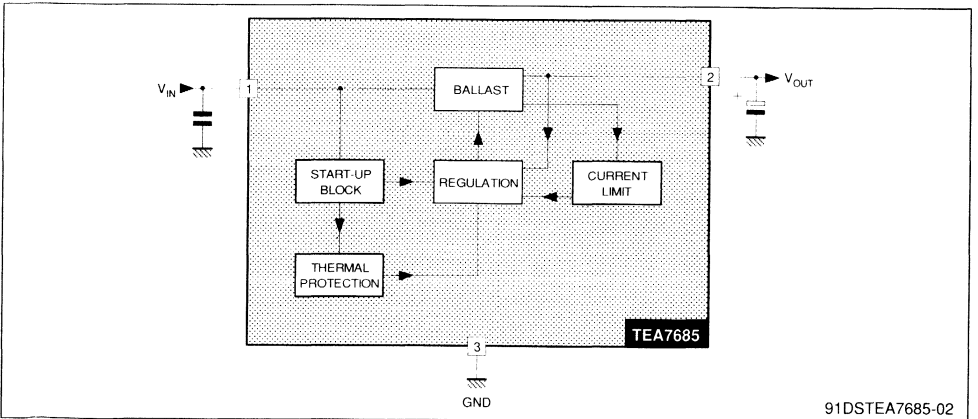 V_IN
1
BALLAST
2
V_OUT
+
START-UP
BLOCK
REGULATION
CURRENT
LIMIT
THERMAL
PROTECTION
TEA7685
3
GND
91DSTEA7685-02